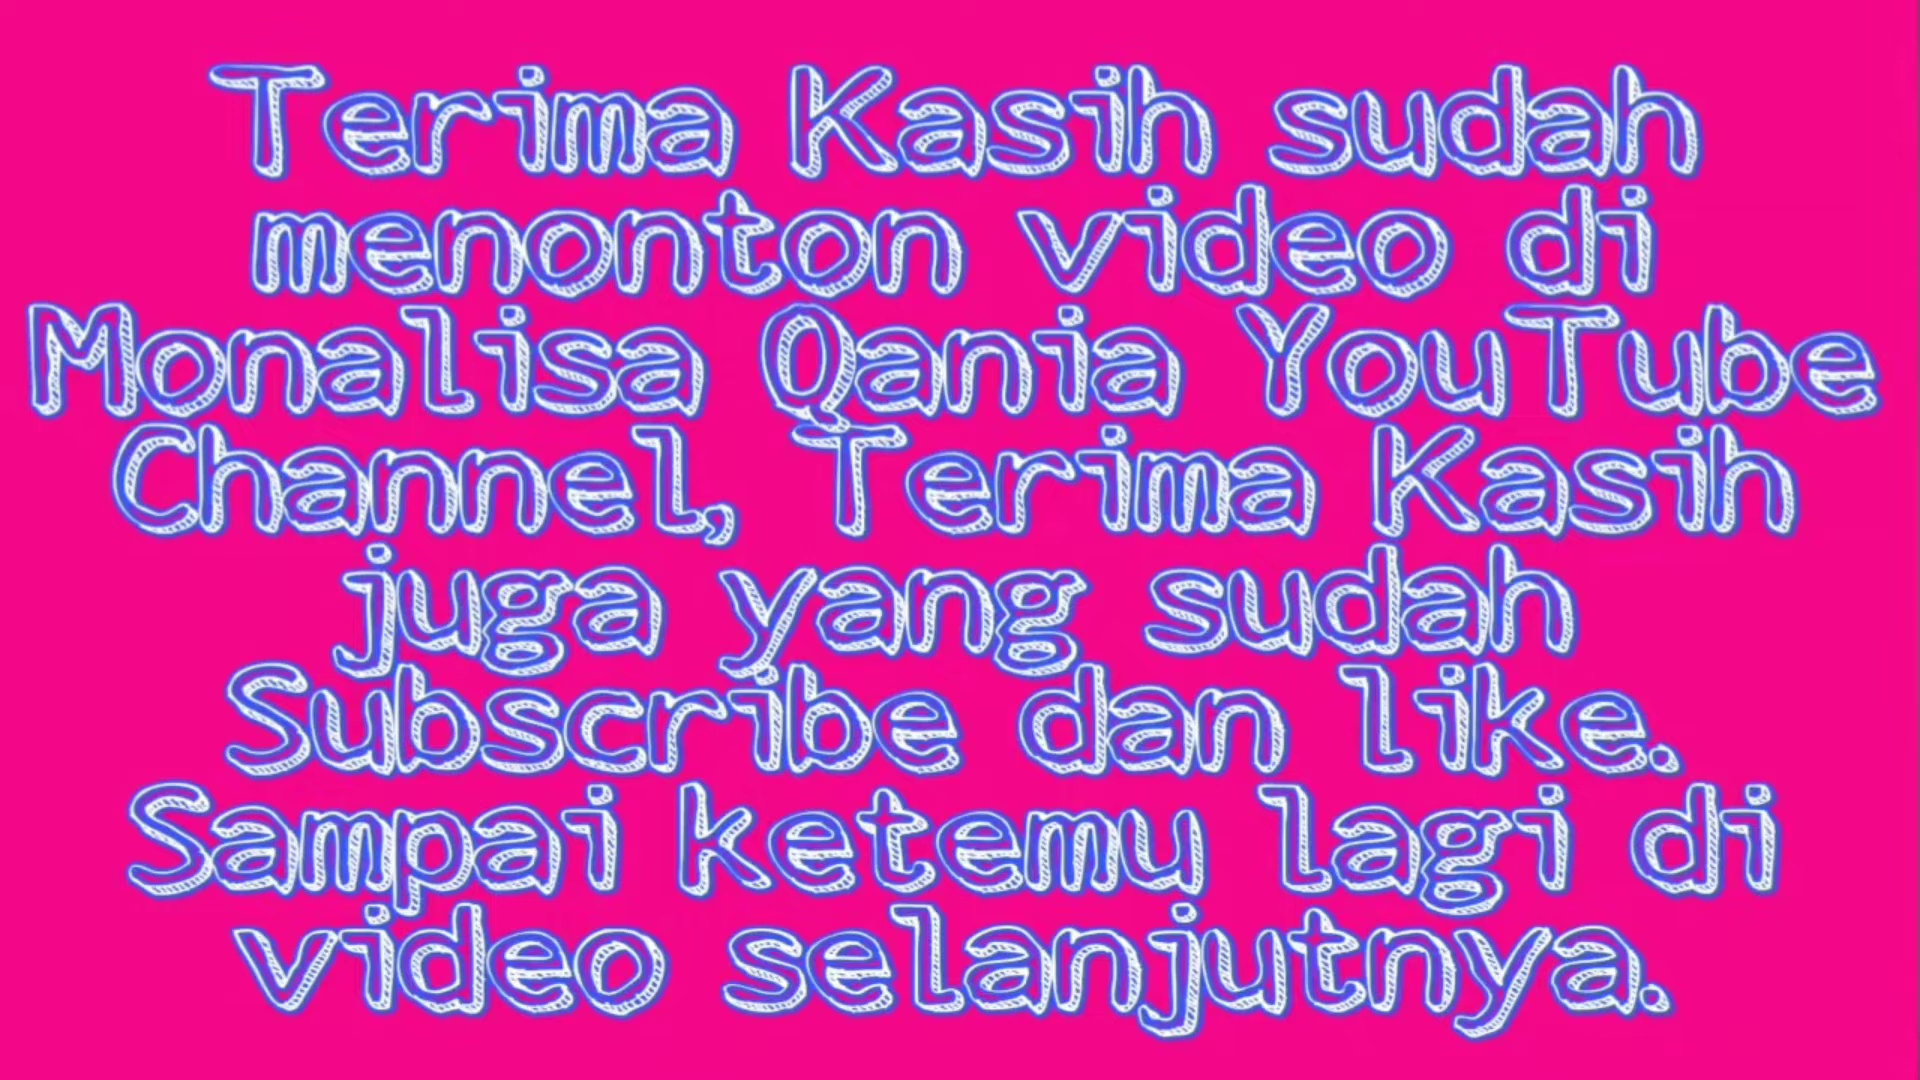 Terima Kasih sudah
menonton video di
Monalisa Qania YouTube
Channel, Terima Kasih
juga yang sudah
Subscribe dan like.
Sampai ketemu lagi di
video selanjutnya.